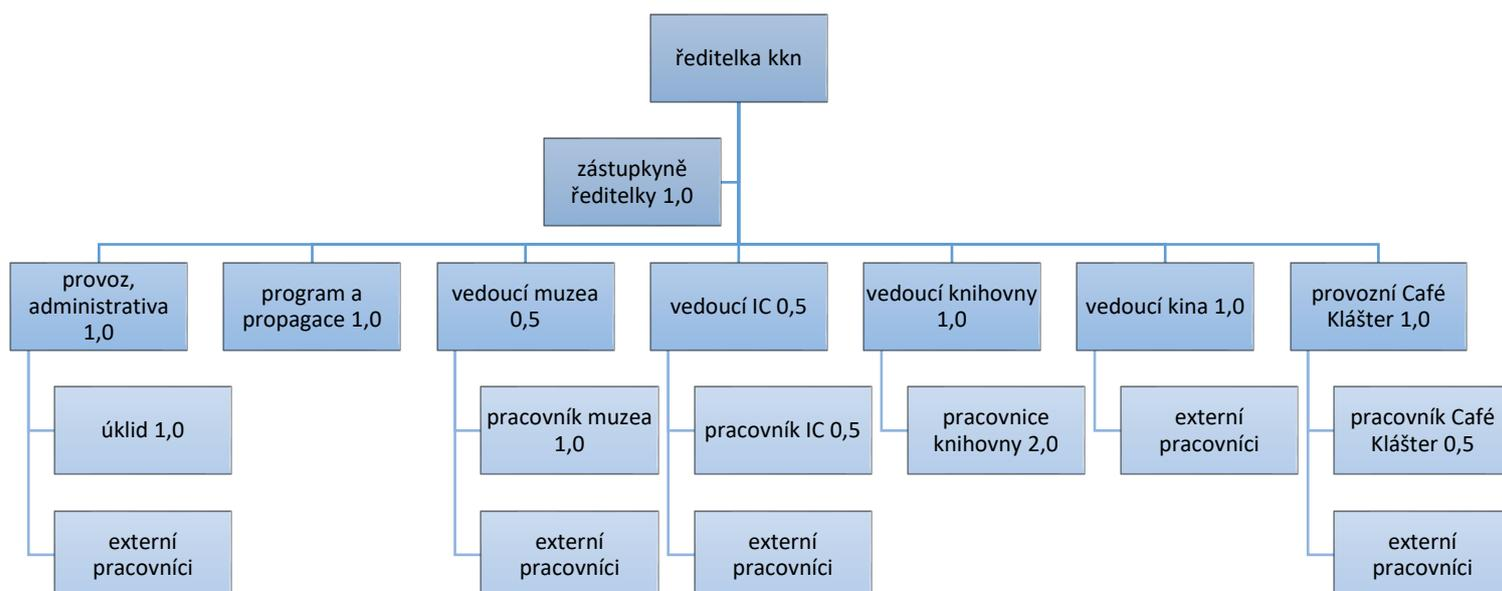 ředitelka kkn
zástupkyně
ředitelky 1,0
provoz,
administrativa
1,0
program a
propagace 1,0
vedoucí muzea
0,5
vedoucí IC 0,5
vedoucí knihovny
1,0
vedoucí kina 1,0
provozní Café
Klášter 1,0
úklid 1,0
pracovník muzea
1,0
pracovník IC 0,5
pracovnice
knihovny 2,0
externí
pracovníci
pracovník Café
Klášter 0,5
externí
pracovníci
externí
pracovníci
externí
pracovníci
externí
pracovníci